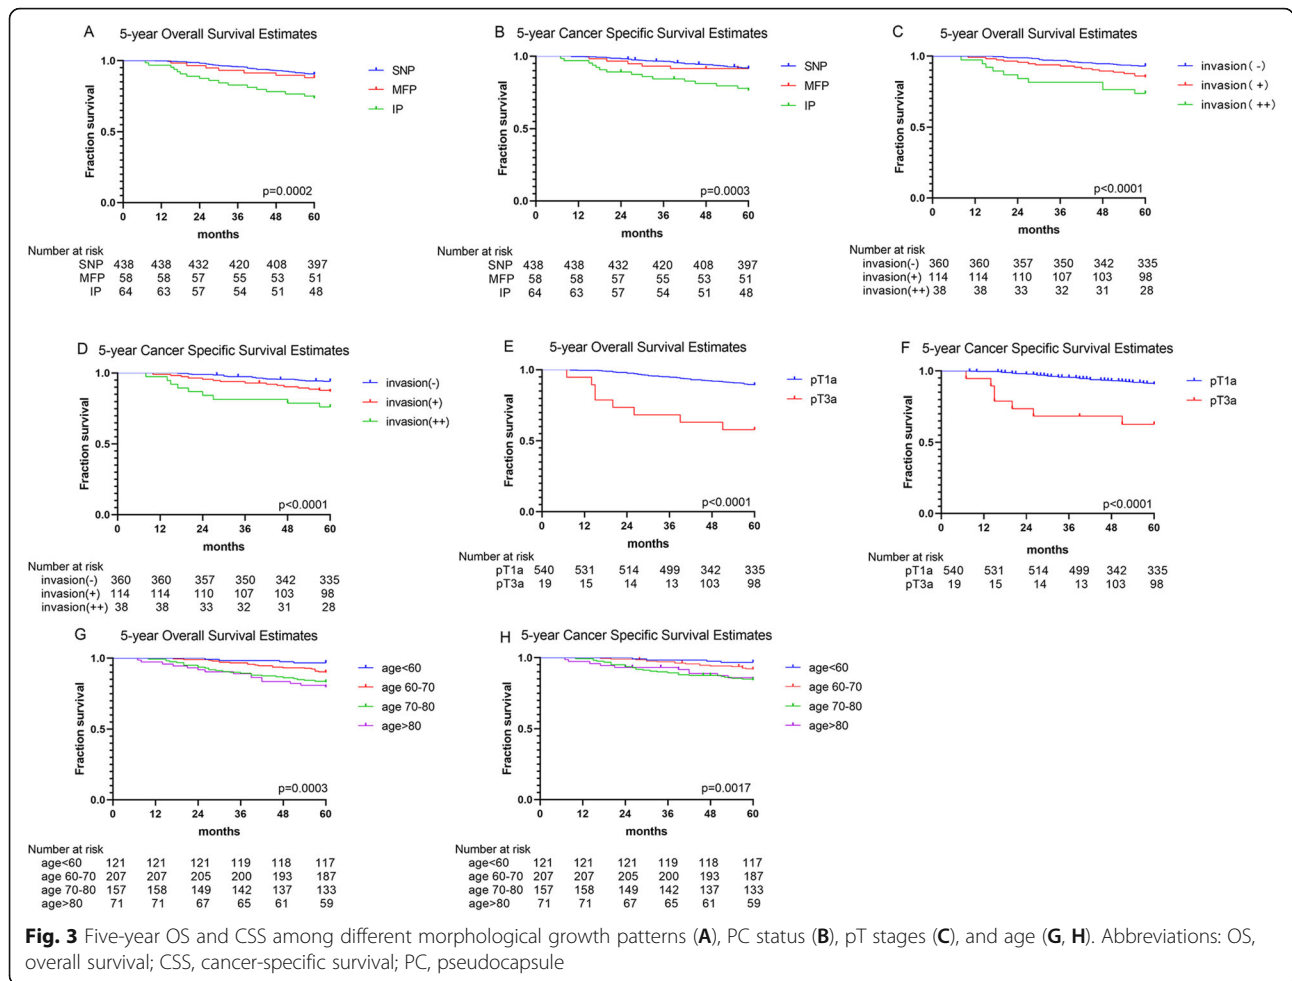 A
5-year Overall Survival Estimates
1.0
0.5
0.0
Fraction survival
SNP
MFP
IP
p=0.0002
0 12 24 36 48 60
months
Number at risk
SNP 438 438 432 420 408 397
MFP 58 58 57 55 53 51
IP 64 63 57 54 51 48
B
5-year Cancer Specific Survival Estimates
1.0
0.5
0.0
Fraction survival
SNP
MFP
IP
p=0.0003
0 12 24 36 48 60
months
Number at risk
SNP 438 438 432 420 408 397
MFP 58 58 57 55 53 51
IP 64 63 57 54 51 48
C
5-year Overall Survival Estimates
1.0
0.5
0.0
Fraction survival
invasion( -)
invasion( +)
invasion( ++)
p<0.0001
0 12 24 36 48 60
months
Number at risk
invasion(-) 360 360 357 350 342 335
invasion(+) 114 114 110 107 103 98
invasion(++) 38 38 33 32 31 28
D
5-year Cancer Specific Survival Estimates
1.0
0.5
0.0
Fraction survival
invasion(-)
invasion(+)
invasion(++)
p<0.0001
0 12 24 36 48 60
months
Number at risk
invasion(-) 360 360 357 350 342 335
invasion(+) 114 114 110 107 103 98
invasion(++) 38 38 33 32 31 28
E
5-year Overall Survival Estimates
1.0
0.5
0.0
Fraction survival
pT1a
pT3a
p<0.0001
0 12 24 36 48 60
months
Number at risk
pT1a 540 531 514 499 342 335
pT3a 19 15 14 13 103 98
F
5-year Cancer Specific Survival Estimates
1.0
0.5
0.0
Fraction survival
pT1a
pT3a
p<0.0001
0 12 24 36 48 60
months
Number at risk
pT1a 540 531 514 499 342 335
pT3a 19 15 14 13 103 98
G
5-year Overall Survival Estimates
1.0
0.5
0.0
Fraction survival
age<60
age 60-70
age 70-80
age>80
p=0.0003
0 12 24 36 48 60
months
Number at risk
age<60 121 121 121 119 118 117
age 60-70 207 207 205 200 193 187
age 70-80 157 158 149 142 137 133
age>80 71 71 67 65 61 59
H
5-year Cancer Specific Survival Estimates
1.0
0.5
0.0
Fraction survival
age<60
age 60-70
age 70-80
age>80
p=0.0017
0 12 24 36 48 60
months
Number at risk
age<60 121 121 121 119 118 117
age 60-70 207 207 205 200 193 187
age 70-80 157 158 149 142 137 133
age>80 71 71 67 65 61 59
Fig. 3 Five-year OS and CSS among different morphological growth patterns (A), PC status (B), pT stages (C), and age (G, H). Abbreviations: OS,
overall survival; CSS, cancer-specific survival; PC, pseudocapsule